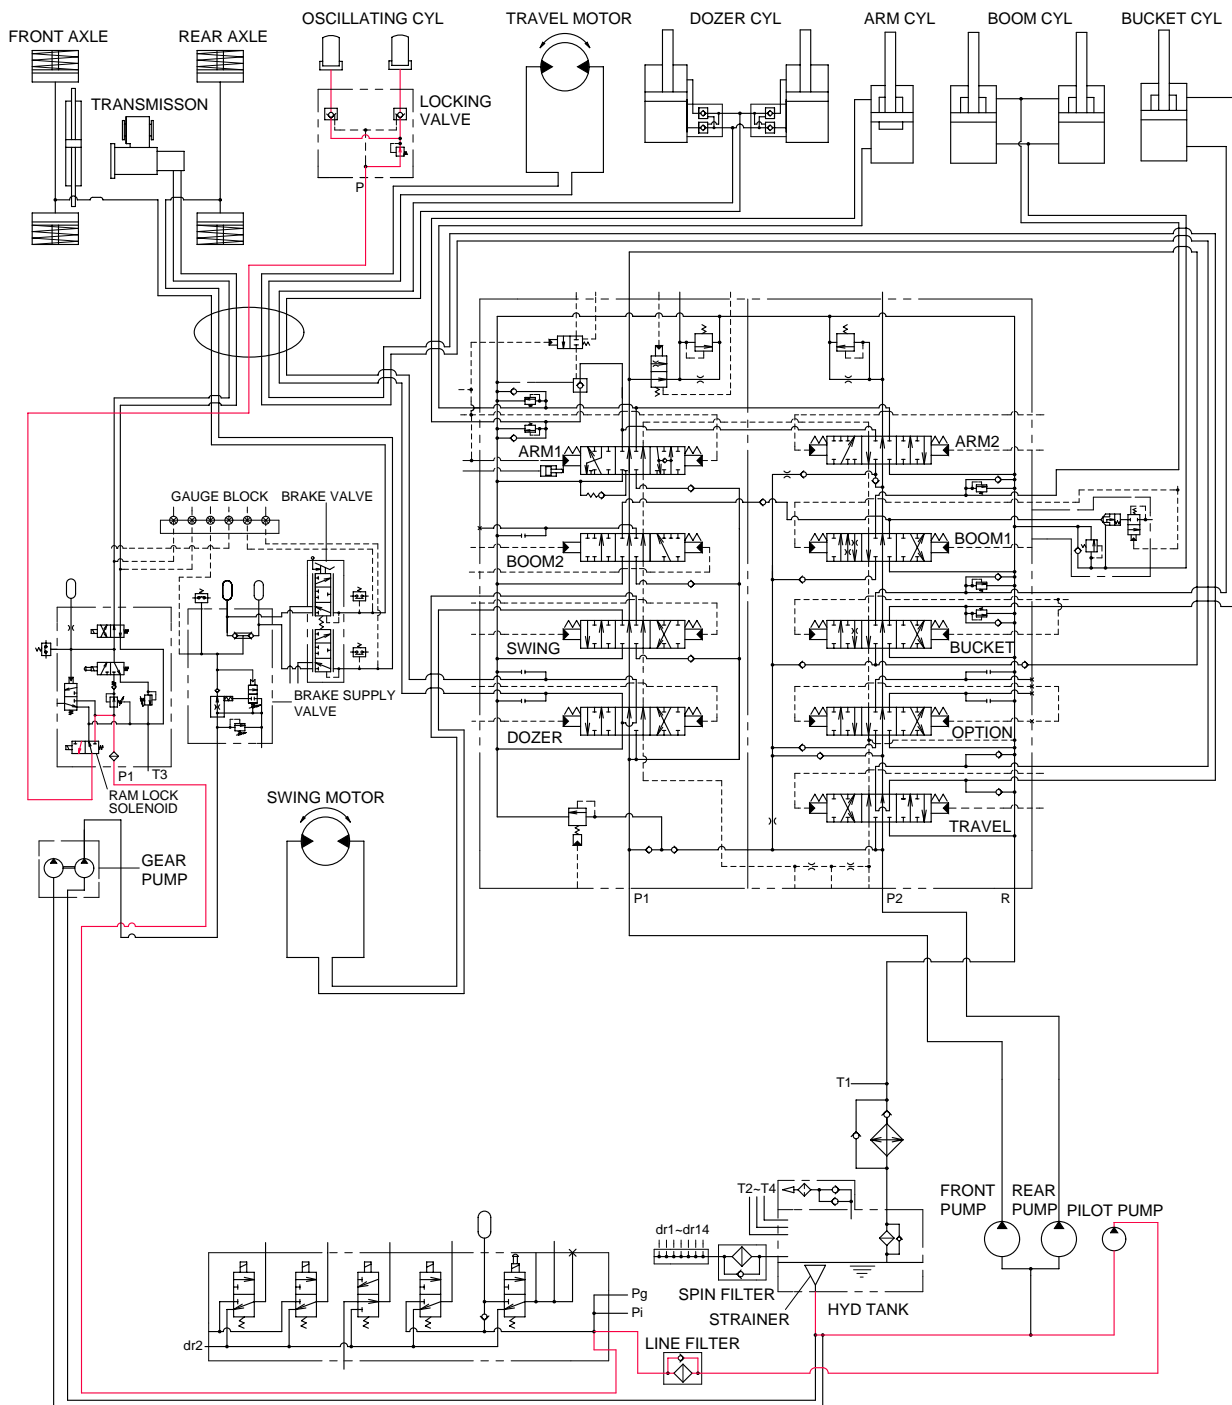 OSCILLATING CYL
TRAVEL MOTOR
DOZER CYL
ARM CYL
BOOM CYL
BUCKET CYL
FRONT AXLE
REAR AXLE
TRANSMISSON
LOCKING
VALVE
P
ARM1
ARM2
GAUGE BLOCK
BRAKE VALVE
BOOM2
BOOM1
SWING
BUCKET
BRAKE SUPPLY
VALVE
DOZER
OPTION
P1
T3
RAM LOCK
SOLENOID
SWING MOTOR
TRAVEL
GEAR
PUMP
P1
P2
R
T1
T2~T4
FRONT
PUMP
REAR
PUMP
PILOT PUMP
dr1~dr14
SPIN FILTER
STRAINER
HYD TANK
Pg
Pi
dr2
LINE FILTER